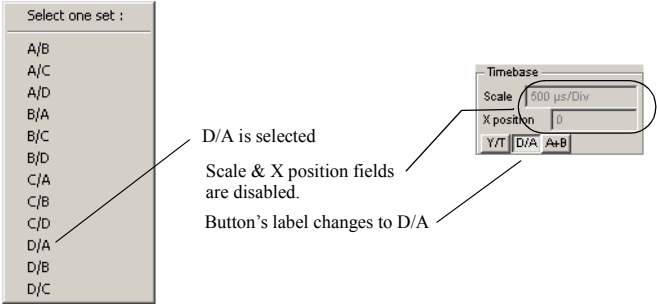 Select one set :
A/B
A/C
A/D
B/A
B/C
B/D
C/A
C/B
C/D
D/A
D/B
D/C
D/A is selected
Scale & X position fields
are disabled.
Button's label changes to D/A
Timebase
Scale 500 µs/Div
X position 0
Y/T D/A A+B